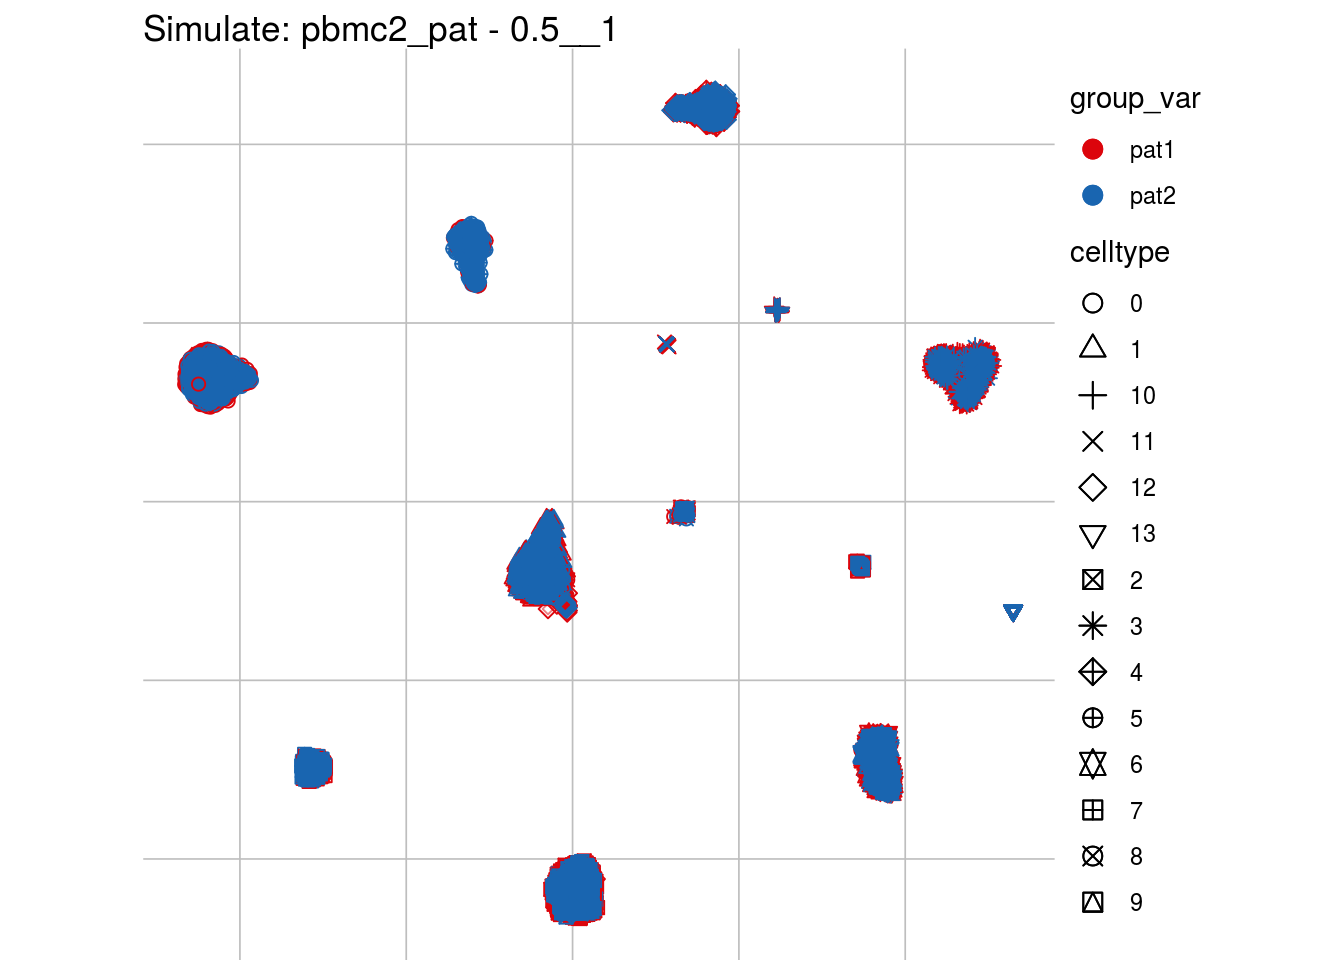 Simulate: pbmc2_pat - 0.5__1
group_var
pat1
pat2
celltype
0
1
10
11
12
13
2
3
4
5
6
7
8
9